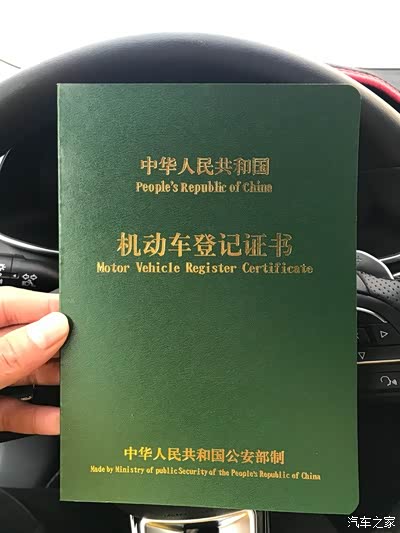 中华人民共和国
People's Republic of China
机动车登记证书
Motor Vehicle Register Certificate
中华人民共和国公安部制
Made by Ministry of public Security of the People's Republic of China
汽车之家